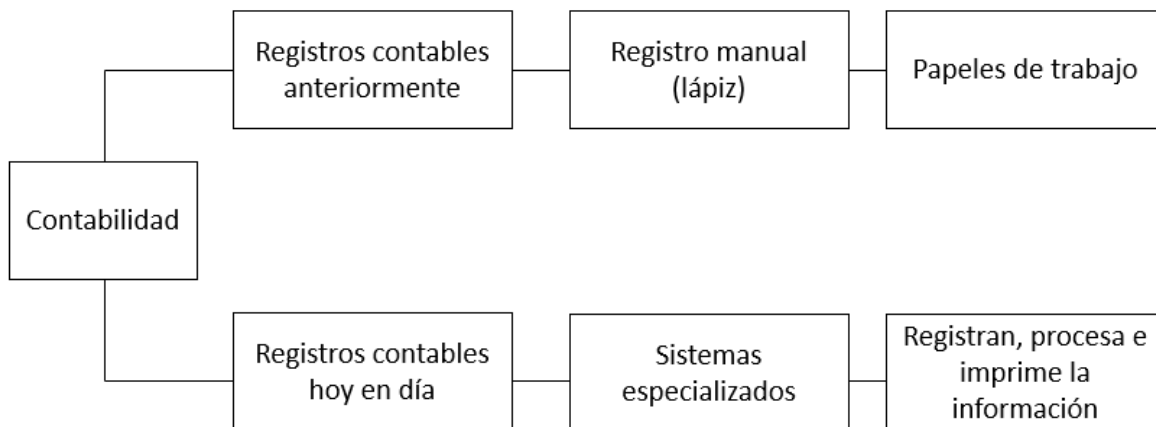 Registros contables
anteriormente
Registro manual
(lápiz)
Papeles de trabajo
Contabilidad
Registros contables
hoy en día
Sistemas
especializados
Registran, procesa e
imprime la
información